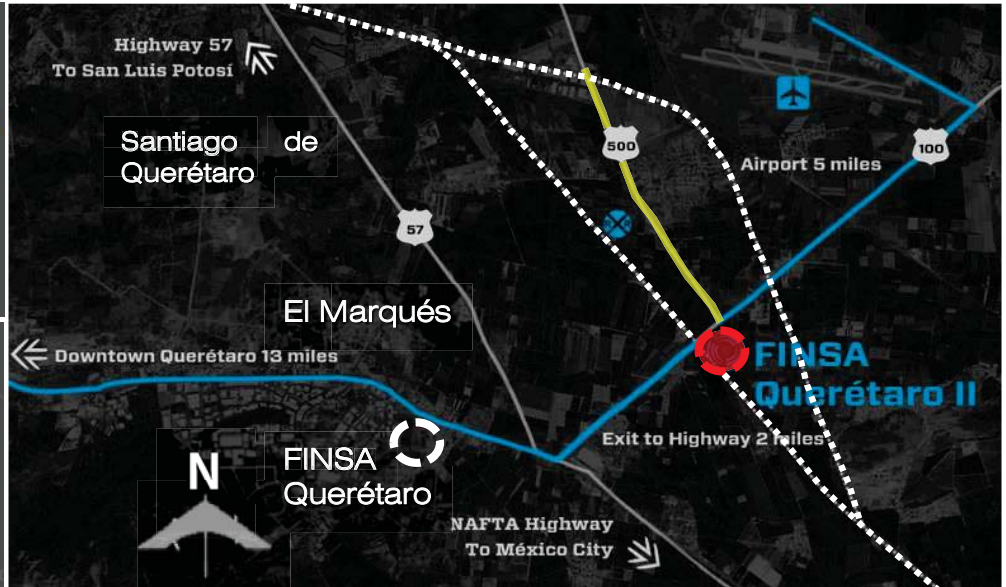 Highway 57
To San Luis Potosí
Santiago de
Querétaro
500
100
Airport 5 miles
57
El Marqués
Downtown Querétaro 13 miles
FINSA
Querétaro II
Exit to Highway 2 miles
N
FINSA
Querétaro
NAFTA Highway
To México City